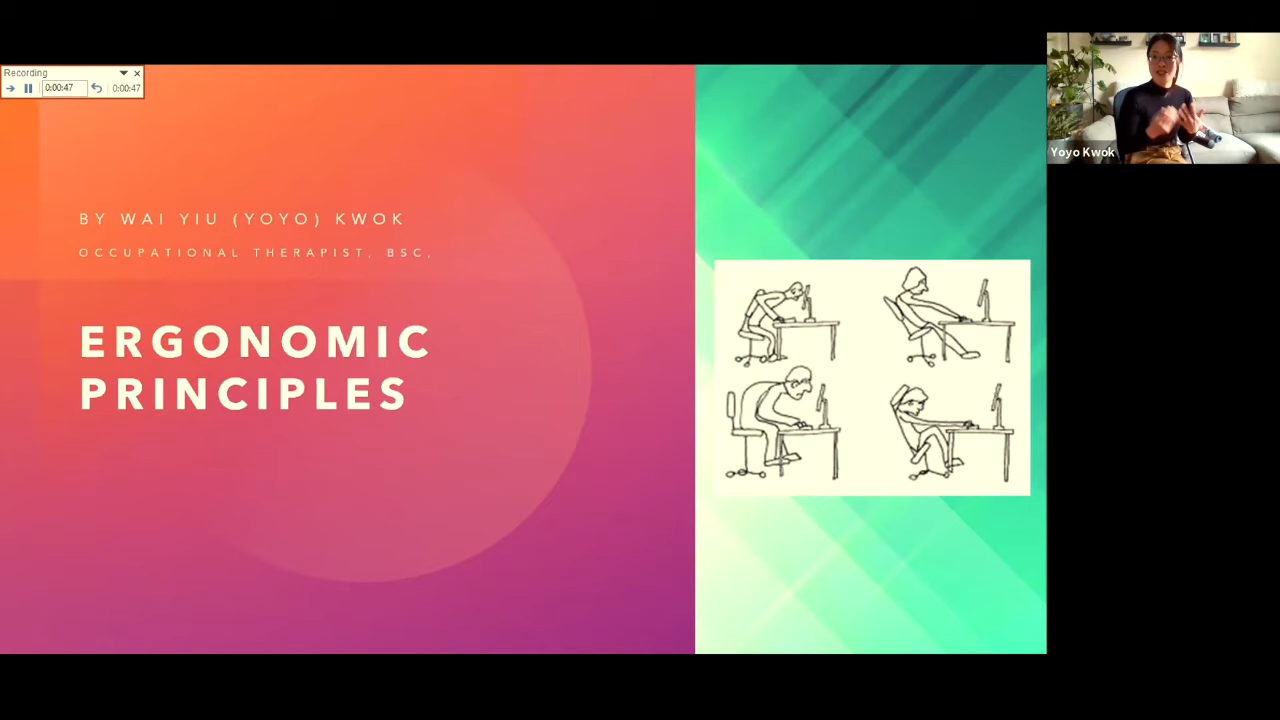 Recording
0:00:47
0:00:47
BY WAI YIU (YOYO) KWOK
OCCUPATIONAL THERAPIST, BSC,
ERGONOMIC
PRINCIPLES
Yoyo Kwok